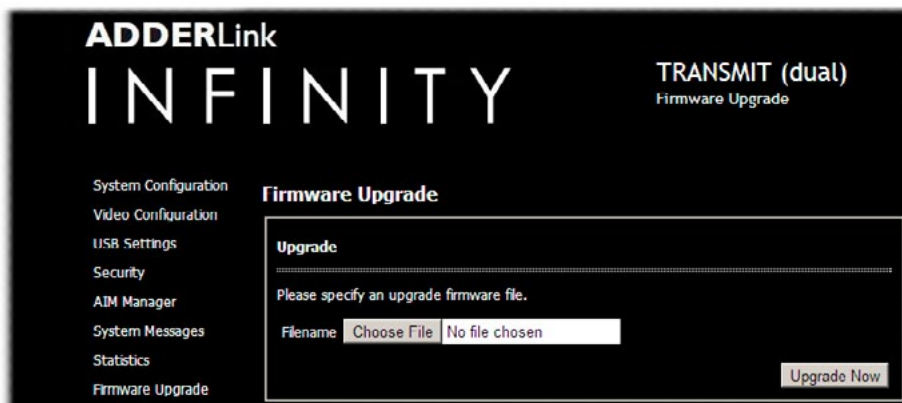 ADDERLink
INFINITY
TRANSMIT (dual)
Firmware Upgrade
System Configuration
Video Configuration
USB Settings
Security
AIM Manager
System Messages
Statistics
Firmware Upgrade
Firmware Upgrade
Upgrade
Please specify an upgrade firmware file.
Filename Choose File No file chosen
Upgrade Now